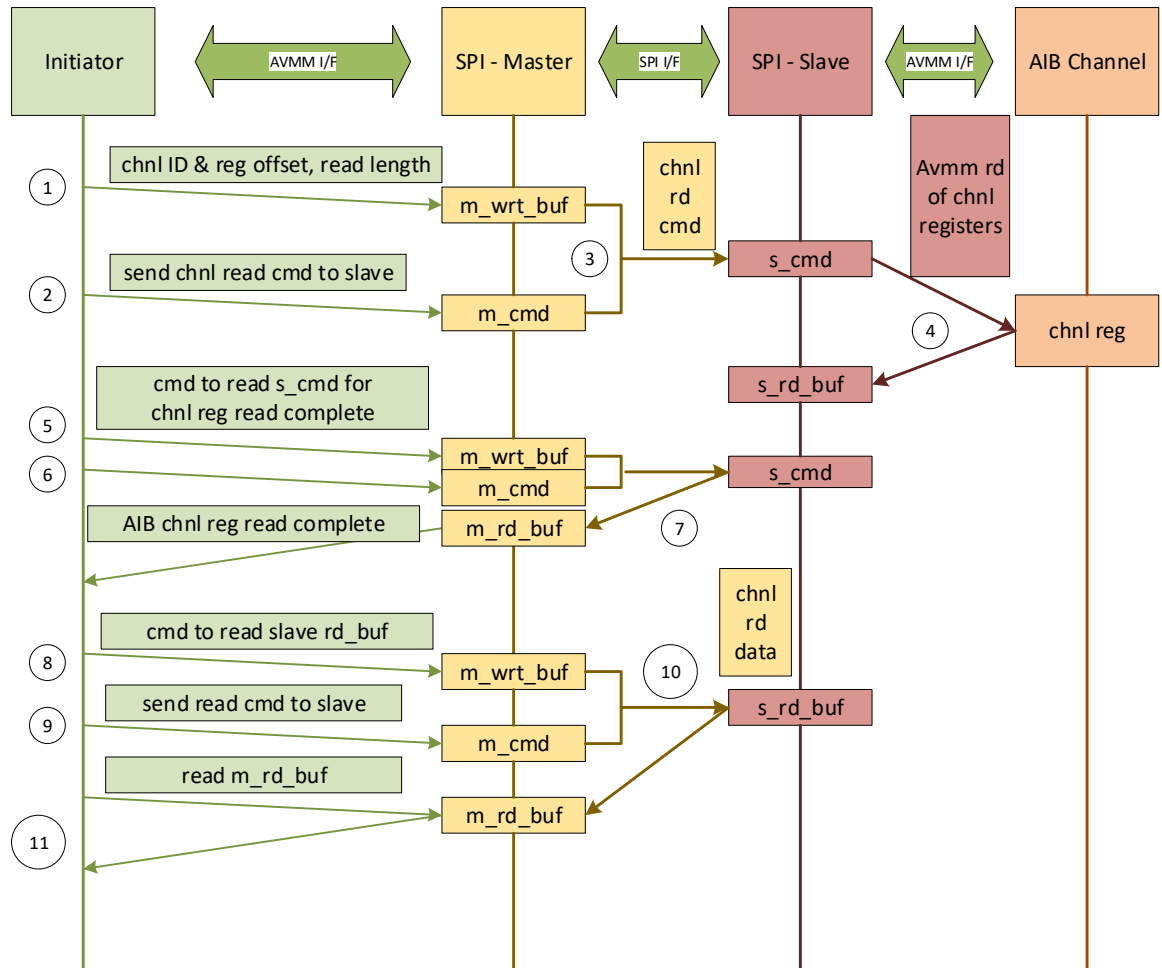 Initiator
AVMM I/F
SPI - Master
SPI I/F
SPI - Slave
AVMM I/F
AIB Channel
chnl ID & reg offset, read length
1
m_wrt_buf
chnl
rd
cmd
Avmm rd
of chnl
registers
3
s_cmd
send chnl read cmd to slave
2
m_cmd
4
chnl reg
s_rd_buf
cmd to read s_cmd for
chnl reg read complete
5
m_wrt_buf
6
m_cmd
s_cmd
AIB chnl reg read complete
m_rd_buf
7
chnl
rd
data
cmd to read slave rd_buf
8
m_wrt_buf
10
send read cmd to slave
s_rd_buf
9
m_cmd
read m_rd_buf
m_rd_buf
11